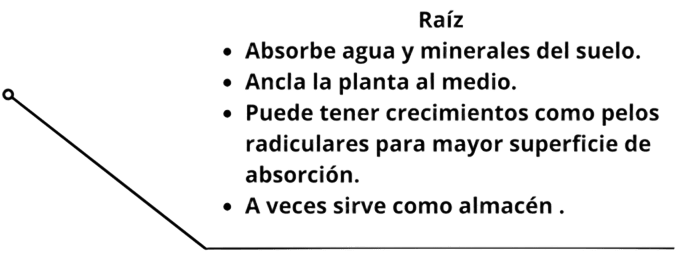 Raíz
• Absorbe agua y minerales del suelo.
• Ancla la planta al medio.
• Puede tener crecimientos como pelos
radiculares para mayor superficie de
absorción.
• A veces sirve como almacén .